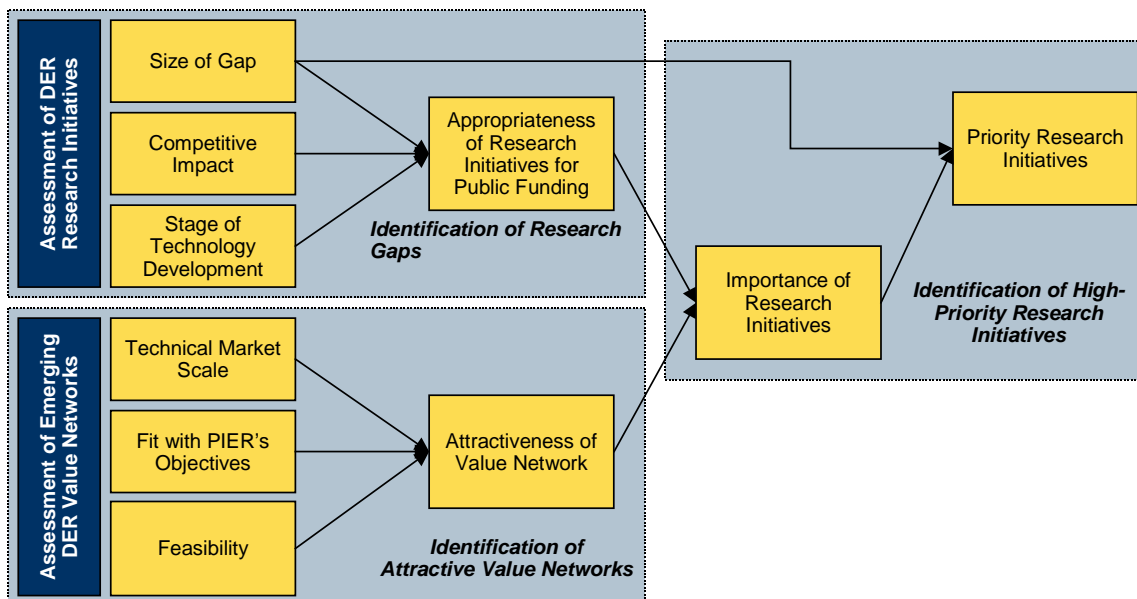 Assessment of DER
Research Initiatives
Size of Gap
Competitive
Impact
Stage of
Technology
Development
Appropriateness
of Research
Initiatives for
Public Funding
Identification of Research
Gaps
Assessment of Emerging
DER Value Networks
Technical Market
Scale
Fit with PIER's
Objectives
Feasibility
Attractiveness of
Value Network
Identification of
Attractive Value Networks
Importance of
Research
Initiatives
Priority Research
Initiatives
Identification of High-
Priority Research
Initiatives